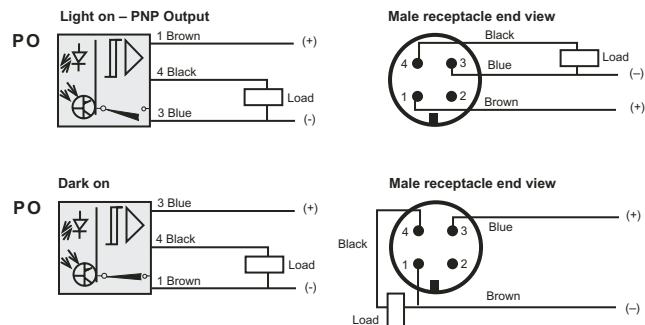 Light on – PNP Output
PO
1 Brown
(+)
4 Black
Load
3 Blue
(-)
Male receptacle end view
Black
4
3
Load
Blue
(–)
1
2
Brown
(+)
Dark on
PO
3 Blue
(+)
4 Black
Load
1 Brown
(-)
Male receptacle end view
(+)
4
3
Blue
Black
1
2
Brown
(–)
Load